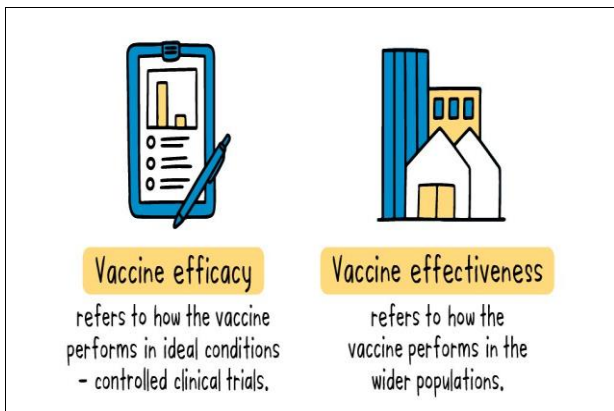 Vaccine efficacy
refers to how the vaccine
performs in ideal conditions
- controlled clinical trials.
Vaccine effectiveness
refers to how the
vaccine performs in the
wider populations.